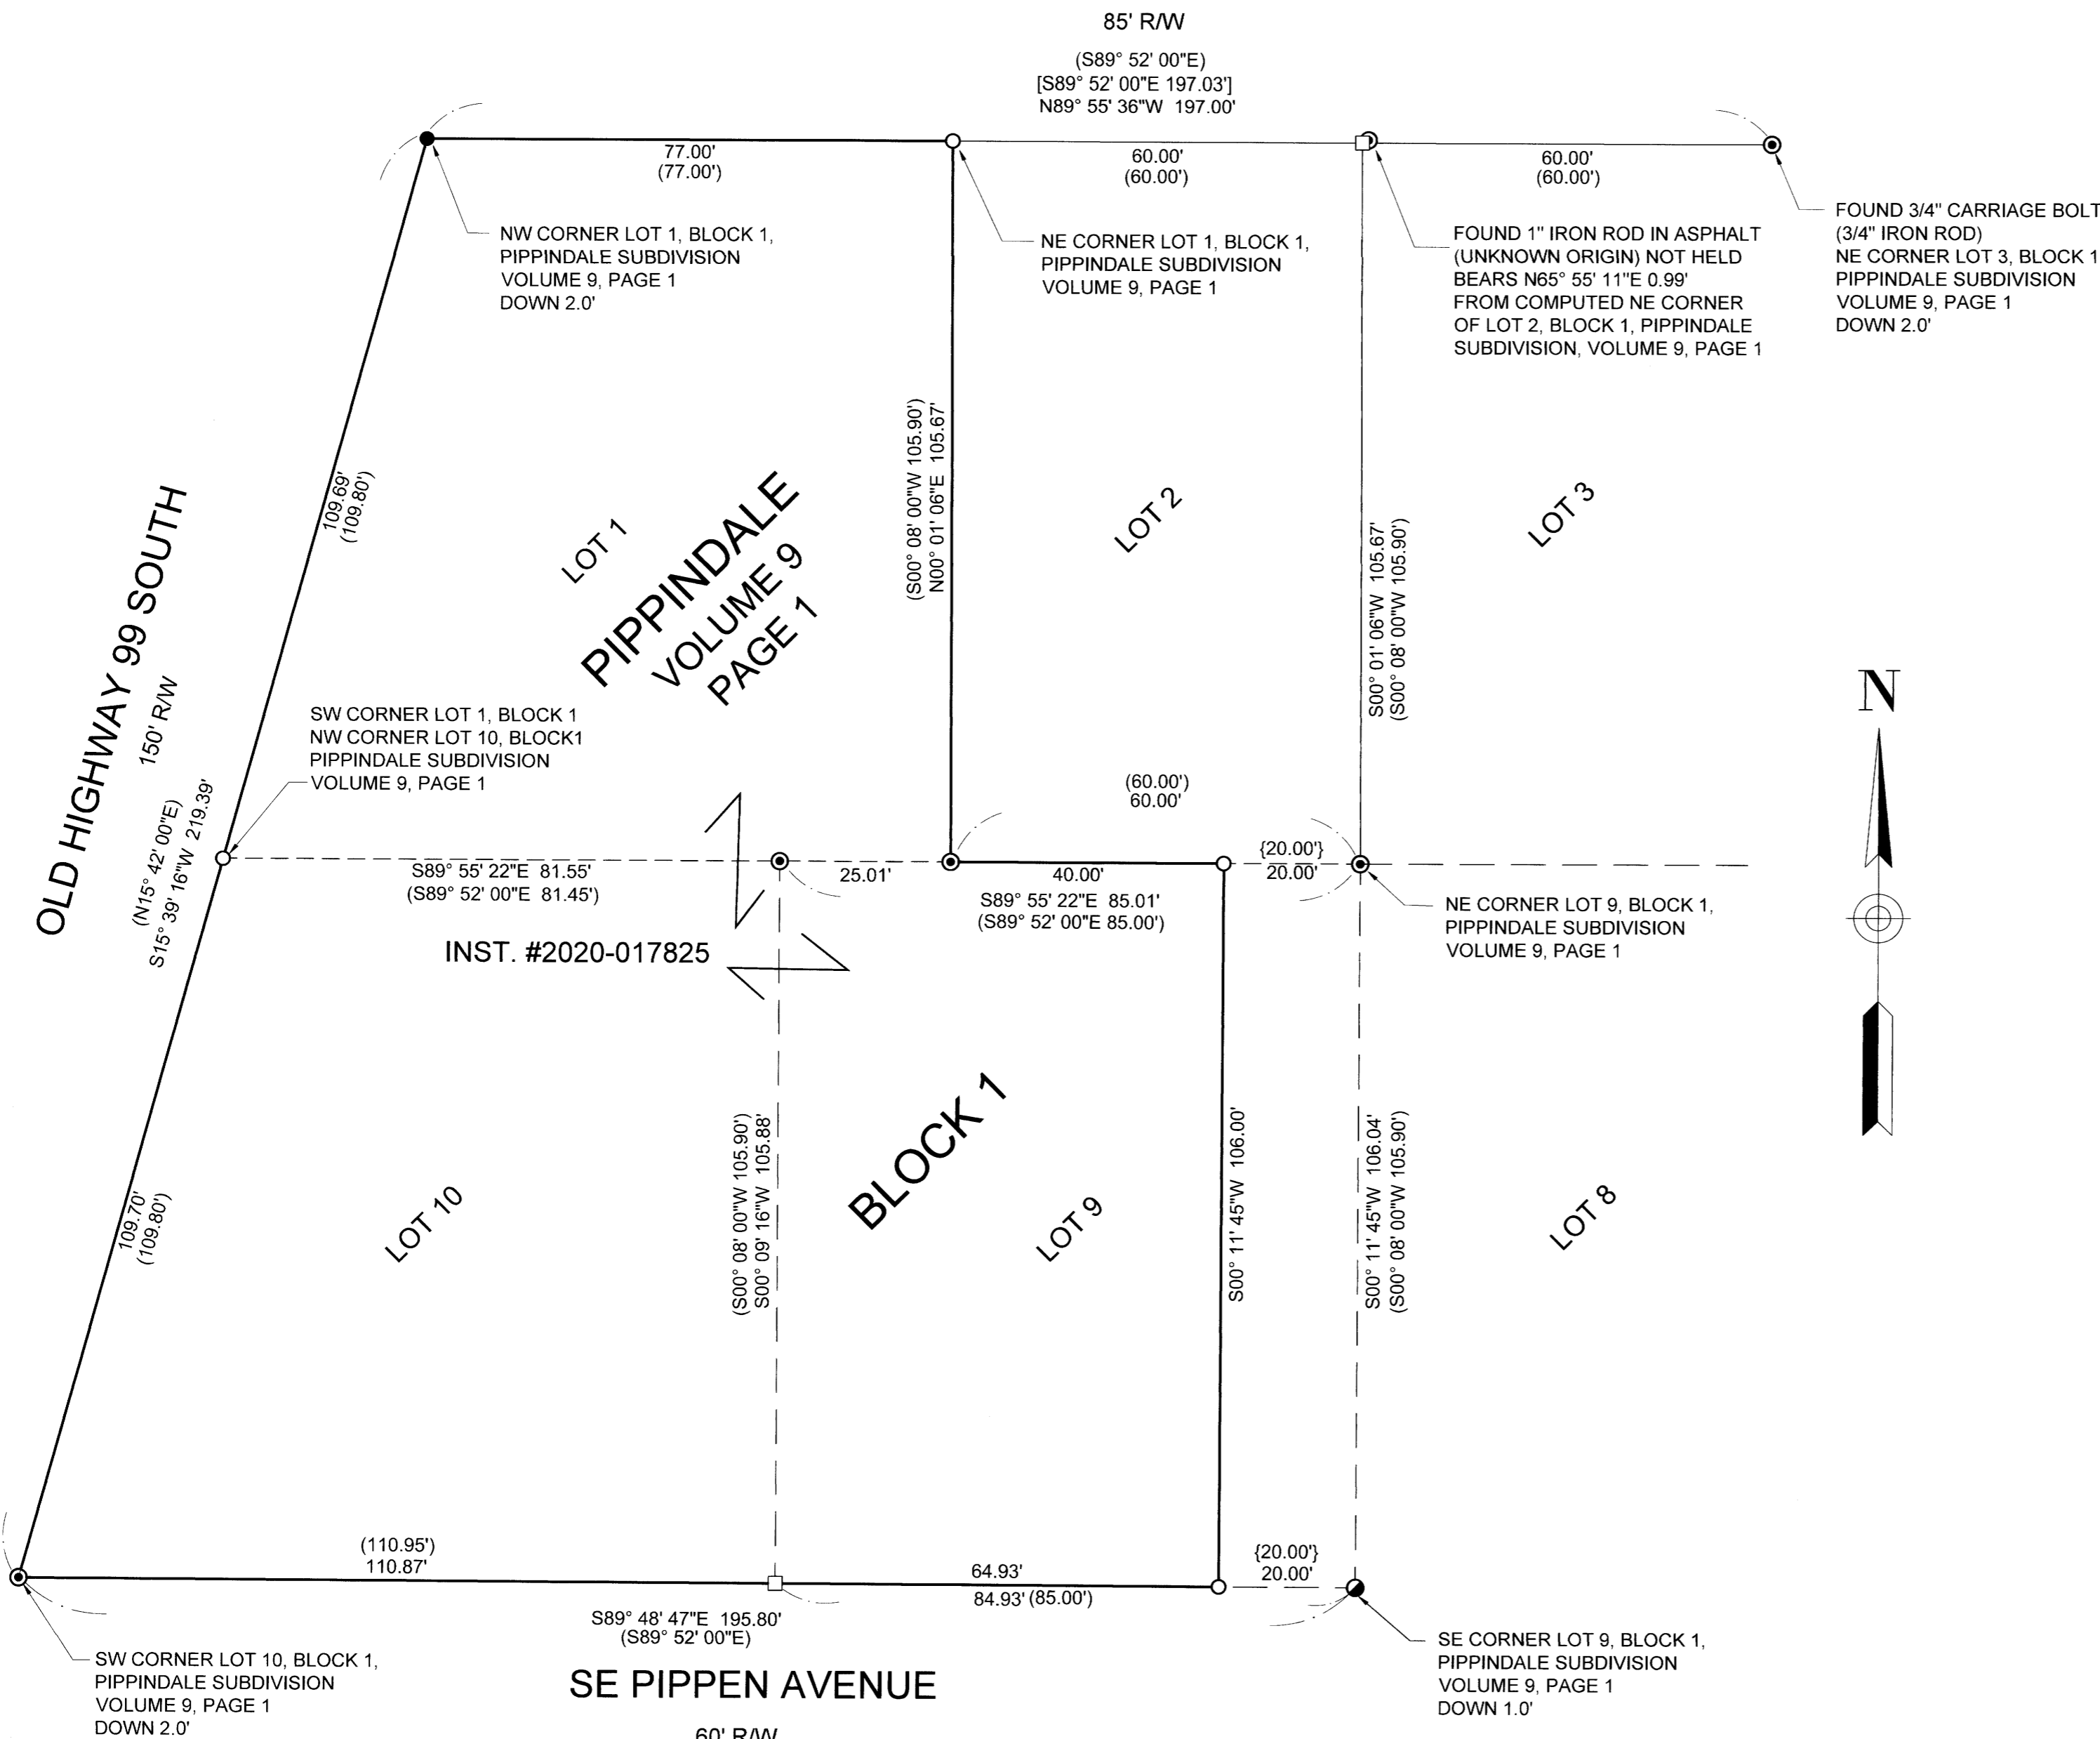 85' R/W
(S89° 52' 00"E)
[S89° 52' 00"E 197.03']
N89° 55' 36"W 197.00'
77.00'
(77.00')
60.00'
(60.00')
60.00'
(60.00')
NW CORNER LOT 1, BLOCK 1,
PIPPINDALE SUBDIVISION
VOLUME 9, PAGE 1
DOWN 2.0'
NE CORNER LOT 1, BLOCK 1,
PIPPINDALE SUBDIVISION
VOLUME 9, PAGE 1
FOUND 1" IRON ROD IN ASPHALT
(UNKNOWN ORIGIN) NOT HELD
BEARS N65° 55' 11"E 0.99'
FROM COMPUTED NE CORNER
OF LOT 2, BLOCK 1, PIPPINDALE
SUBDIVISION, VOLUME 9, PAGE 1
FOUND 3/4" CARRIAGE BOLT
(3/4" IRON ROD)
NE CORNER LOT 3, BLOCK 1
PIPPINDALE SUBDIVISION
VOLUME 9, PAGE 1
DOWN 2.0'
109.69'
(109.80')
LOT 1
PIPPINDALE
VOLUME 9
PAGE 1
(S00° 08' 00"W 105.90')
N00° 01' 06"E 105.67'
LOT 2
S00° 01' 06"W 105.67'
(S00° 08' 00"W 105.90')
LOT 3
OLD HIGHWAY 99 SOUTH
150' R/W
(N15° 42' 00"E)
S15° 39' 16"W 219.39'
SW CORNER LOT 1, BLOCK 1
NW CORNER LOT 10, BLOCK1
PIPPINDALE SUBDIVISION
VOLUME 9, PAGE 1
N
(60.00')
60.00'
S89° 55' 22"E 81.55'
(S89° 52' 00"E 81.45')
25.01'
40.00'
S89° 55' 22"E 85.01'
(S89° 52' 00"E 85.00')
{20.00'}
20.00'
NE CORNER LOT 9, BLOCK 1,
PIPPINDALE SUBDIVISION
VOLUME 9, PAGE 1
INST. #2020-017825
109.70'
(109.80')
LOT 10
(S00° 08' 00"W 105.90')
S00° 09' 16"W 105.88'
BLOCK 1
LOT 9
S00° 11' 45"W 106.00'
S00° 11' 45"W 106.04'
(S00° 08' 00"W 105.90')
LOT 8
(110.95')
110.87'
64.93'
84.93' (85.00')
{20.00'}
20.00'
S89° 48' 47"E 195.80'
(S89° 52' 00"E)
SW CORNER LOT 10, BLOCK 1,
PIPPINDALE SUBDIVISION
VOLUME 9, PAGE 1
DOWN 2.0'
SE PIPPEN AVENUE
60' R/W
SE CORNER LOT 9, BLOCK 1,
PIPPINDALE SUBDIVISION
VOLUME 9, PAGE 1
DOWN 1.0'